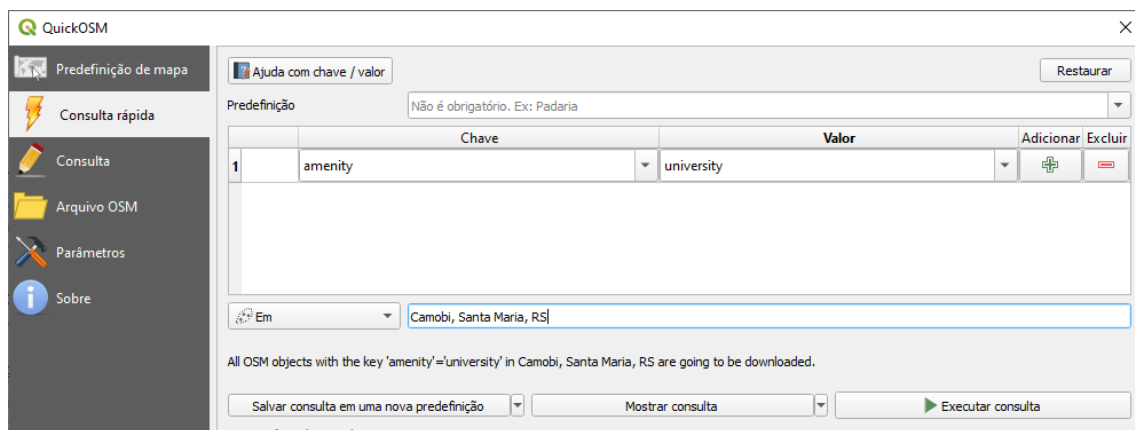 QuickOSM
Predefinição de mapa
Consulta rápida
Consulta
Arquivo OSM
Parâmetros
Sobre
Ajuda com chave / valor
Restaurar
Predefinição
Não é obrigatório. Ex: Padaria
Chave Valor Adicionar Excluir
1 amenity university
Em Camobi, Santa Maria, RS
All OSM objects with the key 'amenity'='university' in Camobi, Santa Maria, RS are going to be downloaded.
Salvar consulta em uma nova predefinição Mostrar consulta Executar consulta